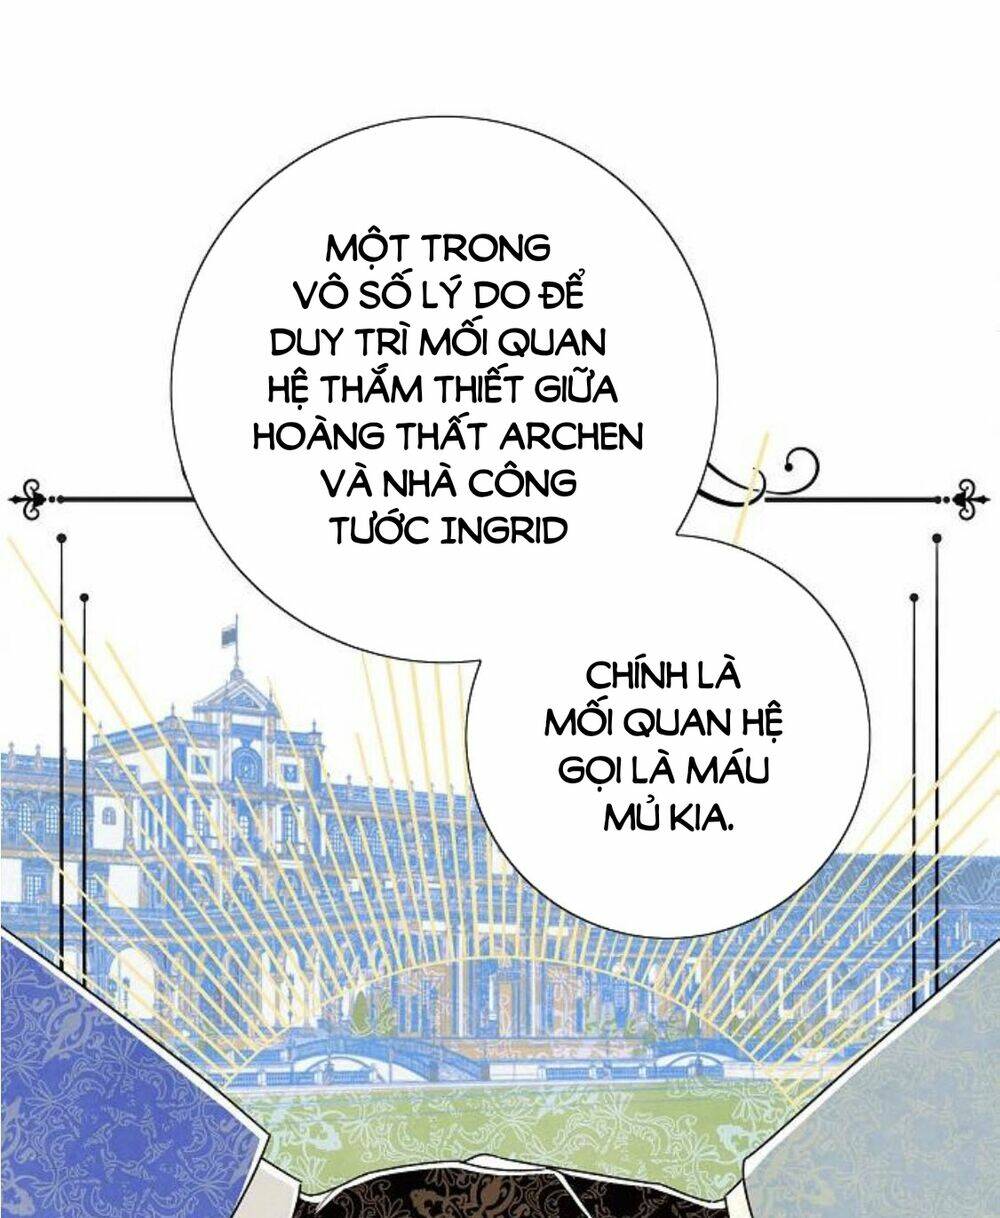 MỘT TRONG
VÔ SỐ LÝ DO ĐỂ
DUY TRÌ MỐI QUAN
HỆ THẮM THIẾT GIỮA
HOÀNG THẤT ARCHEN
VÀ NHÀ CÔNG
TƯỚC INGRID
CHÍNH LÀ
MỐI QUAN HỆ
GỌI LÀ MÁU
MỦ KIA.